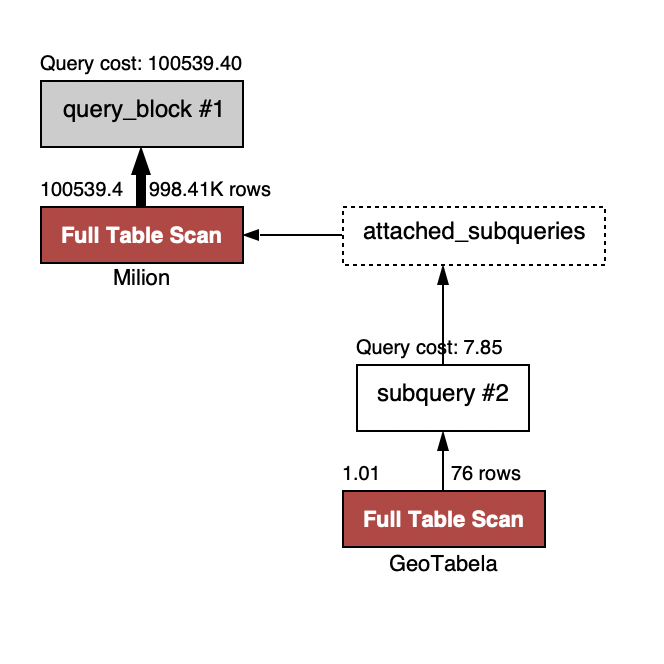 Query cost: 100539.40
query_block #1
100539.4 998.41K rows
Full Table Scan
Milion
attached_subqueries
Query cost: 7.85
subquery #2
1.01 76 rows
Full Table Scan
GeoTabela